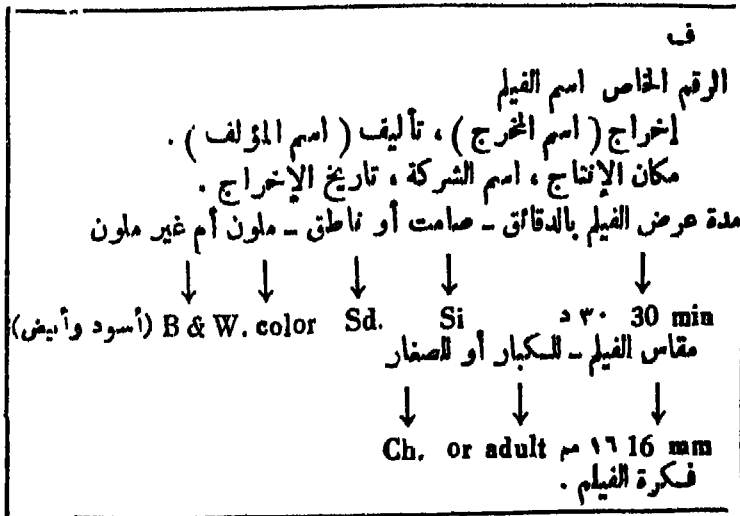 ف
الرقم الخاص اسم الفيلم
إخراج ( اسم المخرج ) ، تأليف ( اسم المؤلف ) .
مكان الإنتاج ، اسم الشركة ، تاريخ الإخراج .
مدة عرض الفيلم بالدقائق ـ صامت أو ناطق ـ ملون أم غير ملون
↓ ↓ ↓ ↓ ↓
30 min ٣٠ د Si Sd. color B & W. (أسود وأبيض)
مقاس الفيلم ـ للكبار أو للصغار
↓ ↓ ↓
16 mm ١٦ مم Ch. or adult
فكرة الفيلم .